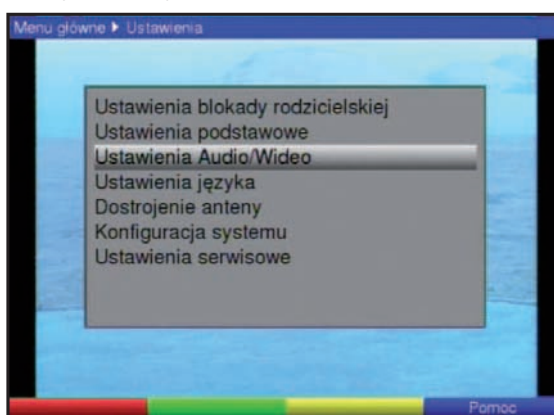 Menu główne ▶ Ustawienia
Ustawienia blokady rodzicielskiej
Ustawienia podstawowe
Ustawienia Audio/Wideo
Ustawienia języka
Dostrojenie anteny
Konfiguracja systemu
Ustawienia serwisowe
Pomoc